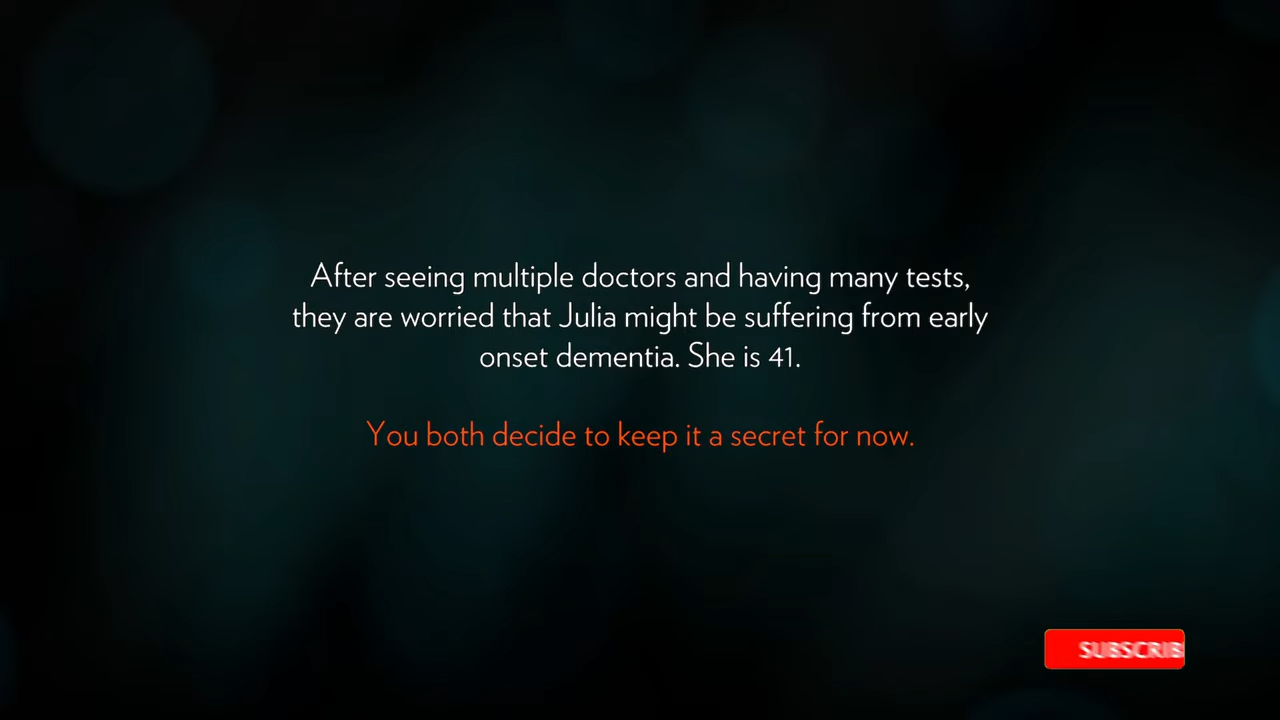 After seeing multiple doctors and having many tests,
they are worried that Julia might be suffering from early
onset dementia. She is 41.
You both decide to keep it a secret for now.
SUBSCRIB